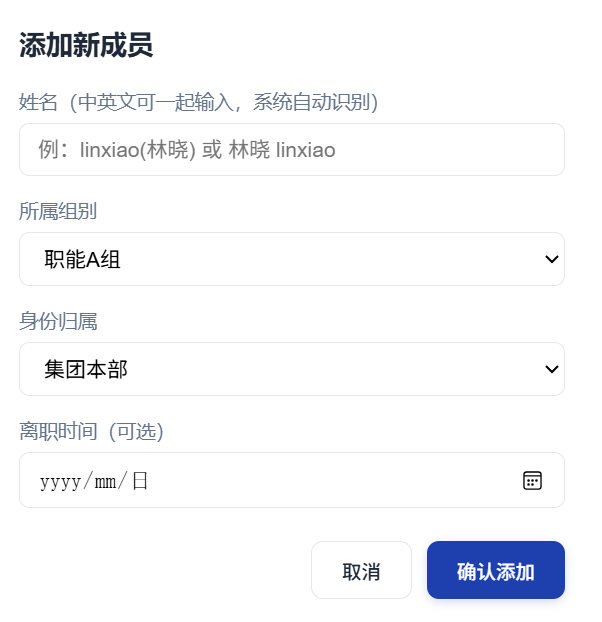 添加新成员
姓名（中英文可一起输入，系统自动识别）
例：linxiao(林晓) 或 林晓 linxiao
所属组别
职能A组
身份归属
集团本部
离职时间（可选）
yyyy/mm/日
取消 确认添加